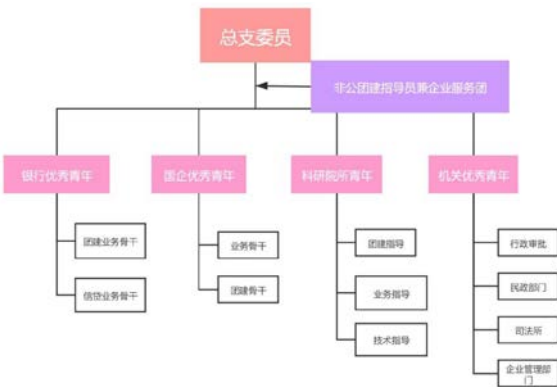 总支委员
非公团建指导员兼企业服务团
银行优秀青年
国企优秀青年
科研院所青年
机关优秀青年
团建业务骨干
信贷业务骨干
业务骨干
团建骨干
团建指导
业务指导
技术指导
行政审批
民政部门
司法所
企业管理部
门